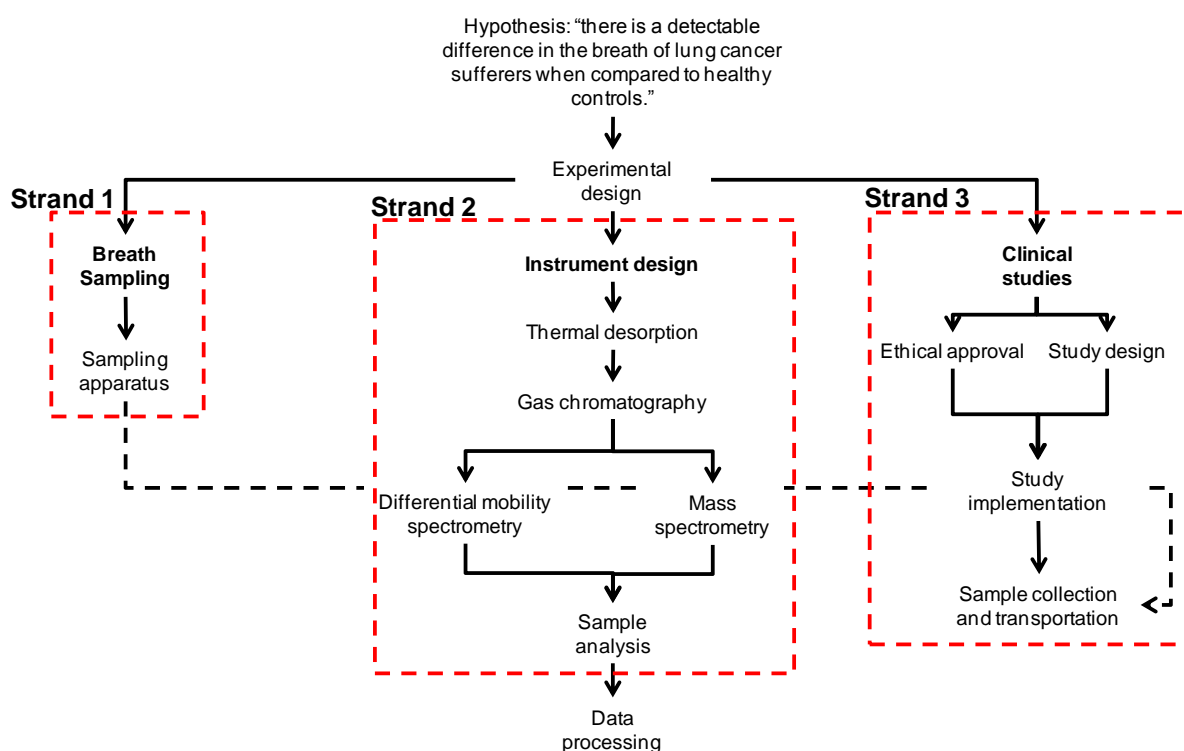 Hypothesis: “there is a detectable
difference in the breath of lung cancer
sufferers when compared to healthy
controls.”
Experimental
design
Strand 1
Strand 2
Strand 3
Breath
Sampling
Sampling
apparatus
Instrument design
Thermal desorption
Gas chromatography
Differential mobility
spectrometry
Mass
spectrometry
Sample
analysis
Data
processing
Clinical
studies
Ethical approval
Study design
Study
implementation
Sample collection
and transportation